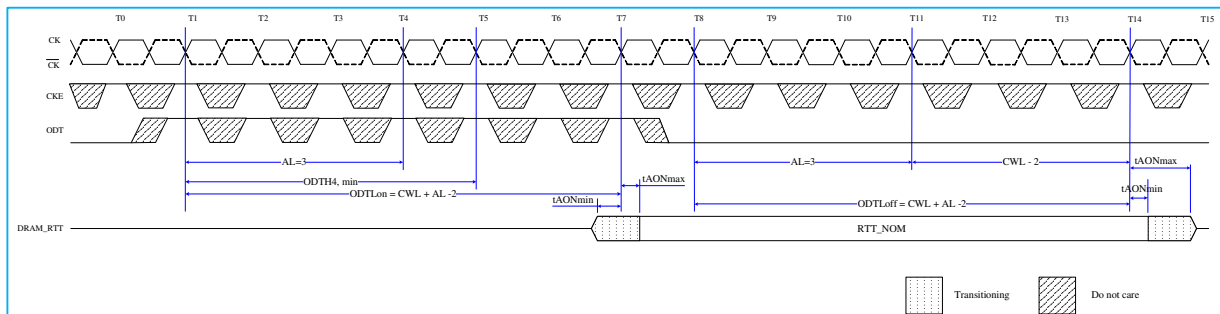 T0 T1 T2 T3 T4 T5 T6 T7 T8 T9 T10 T11 T12 T13 T14 T15
CK
CK
CKE
ODT
AL=3 AL=3 CWL - 2
tAONmax
ODTH4, min tAONmax
ODTLon = CWL + AL -2 tAONmin
tAONmin ODTLoff = CWL + AL -2
DRAM_RTT RTT_NOM
Transitioning Do not care